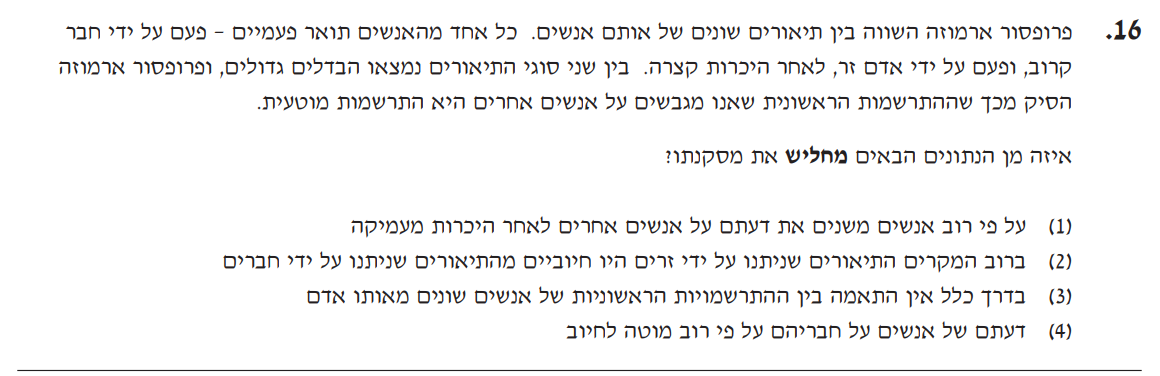 16. פרופסור ארמוזה השווה בין תיאורים שונים של אותם אנשים. כל אחד מהאנשים תואר פעמיים – פעם על ידי חבר
קרוב, ופעם על ידי אדם זר, לאחר היכרות קצרה. בין שני סוגי התיאורים נמצאו הבדלים גדולים, ופרופסור ארמוזה
הסיק מכך שההתרשמות הראשונית שאנו מגבשים על אנשים אחרים היא התרשמות מוטעית.
איזה מן הנתונים הבאים מחליש את מסקנתו?
(1) על פי רוב אנשים משנים את דעתם על אנשים אחרים לאחר היכרות מעמיקה
(2) ברוב המקרים התיאורים שניתנו על ידי זרים היו חיוביים מהתיאורים שניתנו על ידי חברים
(3) בדרך כלל אין התאמה בין ההתרשמויות הראשוניות של אנשים שונים מאותו אדם
(4) דעתם של אנשים על חבריהם על פי רוב מוטה לחיוב